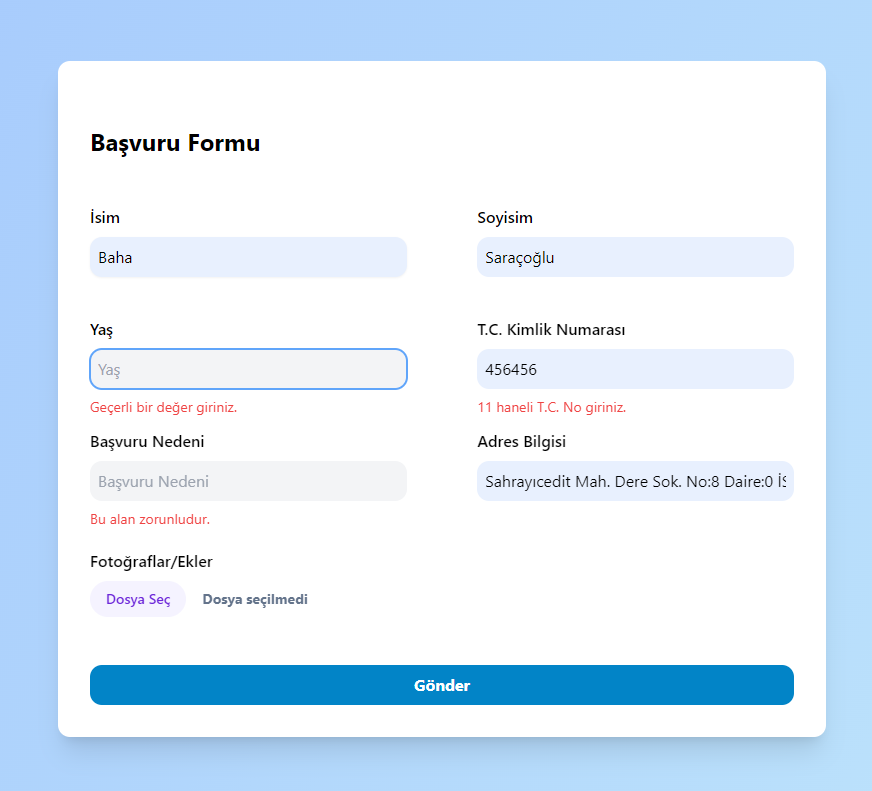 Başvuru Formu
İsim
Soyisim
Baha
Saraçoğlu
Yaş
T.C. Kimlik Numarası
Yaş
456456
Geçerli bir değer giriniz.
11 haneli T.C. No giriniz.
Başvuru Nedeni
Adres Bilgisi
Başvuru Nedeni
Sahrayıcedit Mah. Dere Sok. No:8 Daire:0 İS
Bu alan zorunludur.
Fotoğraflar/Ekler
Dosya Seç
Dosya seçilmedi
Gönder